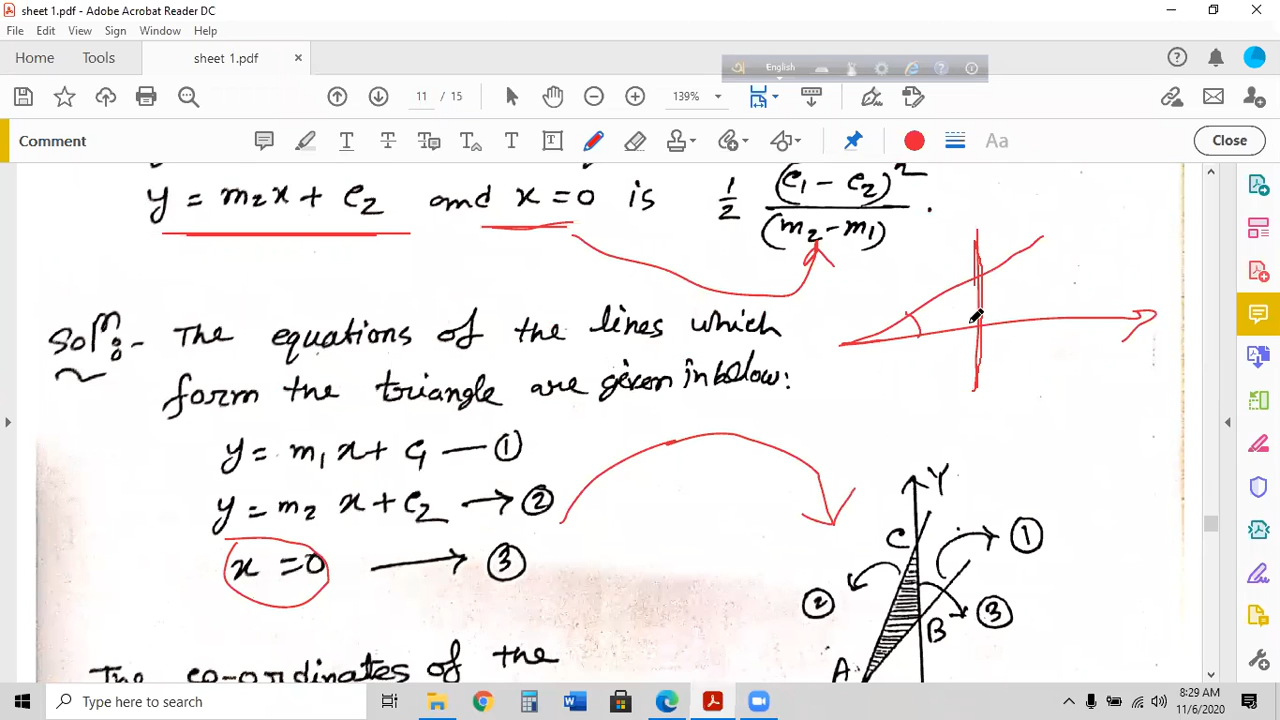 sheet 1.pdf - Adobe Acrobat Reader DC
File Edit View Sign Window Help
Home Tools sheet 1.pdf ×
English
11 / 15 139%
Comment Close
y = m₂x + c₂ and x = 0 is 1/2 (c₁ - c₂)²/(m₂ - m₁).
Solⁿ:- The equations of the lines which
form the triangle are given in below:
y = m₁ x + c₁ — ①
y = m₂ x + c₂ → ②
x = 0 → ③
Y
C
①
②
③
B
A
The co-ordinates of the
Type here to search
8:29 AM
11/6/2020